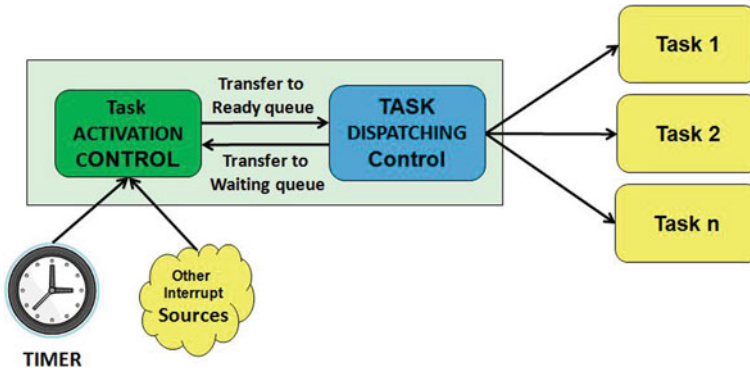 Task 1
Transfer to
Ready queue
Task
ACTIVATION
CONTROL
TASK
DISPATCHING
Control
Task 2
Transfer to
Waiting queue
Task n
Other
Interrupt
Sources
TIMER